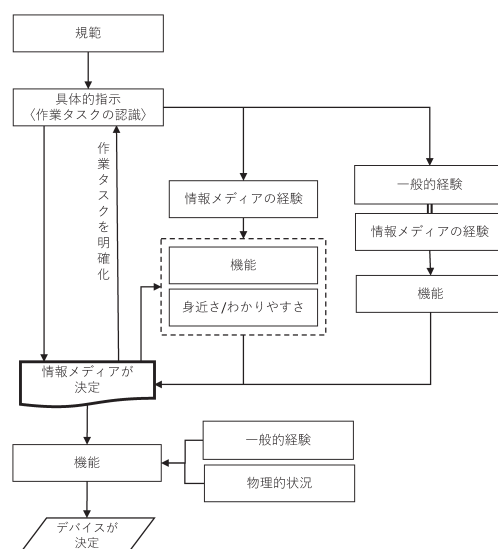 規範
具体的指示
〈作業タスクの認識〉
作業タスクを明確化
情報メディアの経験
一般的経験
情報メディアの経験
機能
身近さ/わかりやすさ
機能
情報メディアが
決定
機能
一般的経験
物理的状況
デバイスが
決定